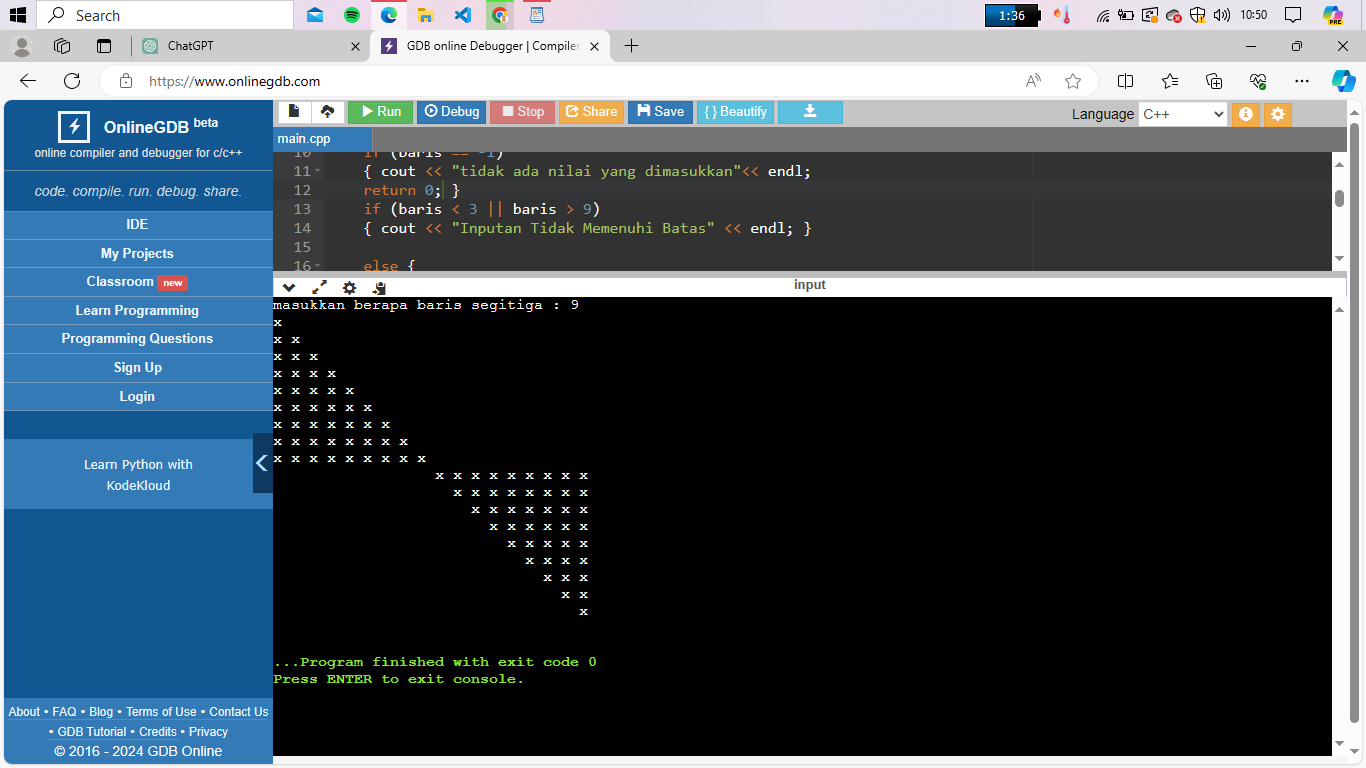 Search
1:36
10:50
PRE
ChatGPT
GDB online Debugger | Compiler
https://www.onlinegdb.com
OnlineGDB beta
online compiler and debugger for c/c++
code. compile. run. debug. share.
IDE
My Projects
Classroom new
Learn Programming
Programming Questions
Sign Up
Login
Learn Python with
KodeKloud
About • FAQ • Blog • Terms of Use • Contact Us
• GDB Tutorial • Credits • Privacy
© 2016 - 2024 GDB Online
Run Debug Stop Share Save { } Beautify
Language C++
main.cpp
10 if (baris == -1)
11 { cout << "tidak ada nilai yang dimasukkan"<< endl;
12 return 0; }
13 if (baris < 3 || baris > 9)
14 { cout << "Inputan Tidak Memenuhi Batas" << endl; }
15
16 else {
input
masukkan berapa baris segitiga : 9
x
x x
x x x
x x x x
x x x x x
x x x x x x
x x x x x x x
x x x x x x x x
x x x x x x x x x
x x x x x x x x x
x x x x x x x x
x x x x x x x
x x x x x x
x x x x x
x x x x
x x x
x x
x
...Program finished with exit code 0
Press ENTER to exit console.